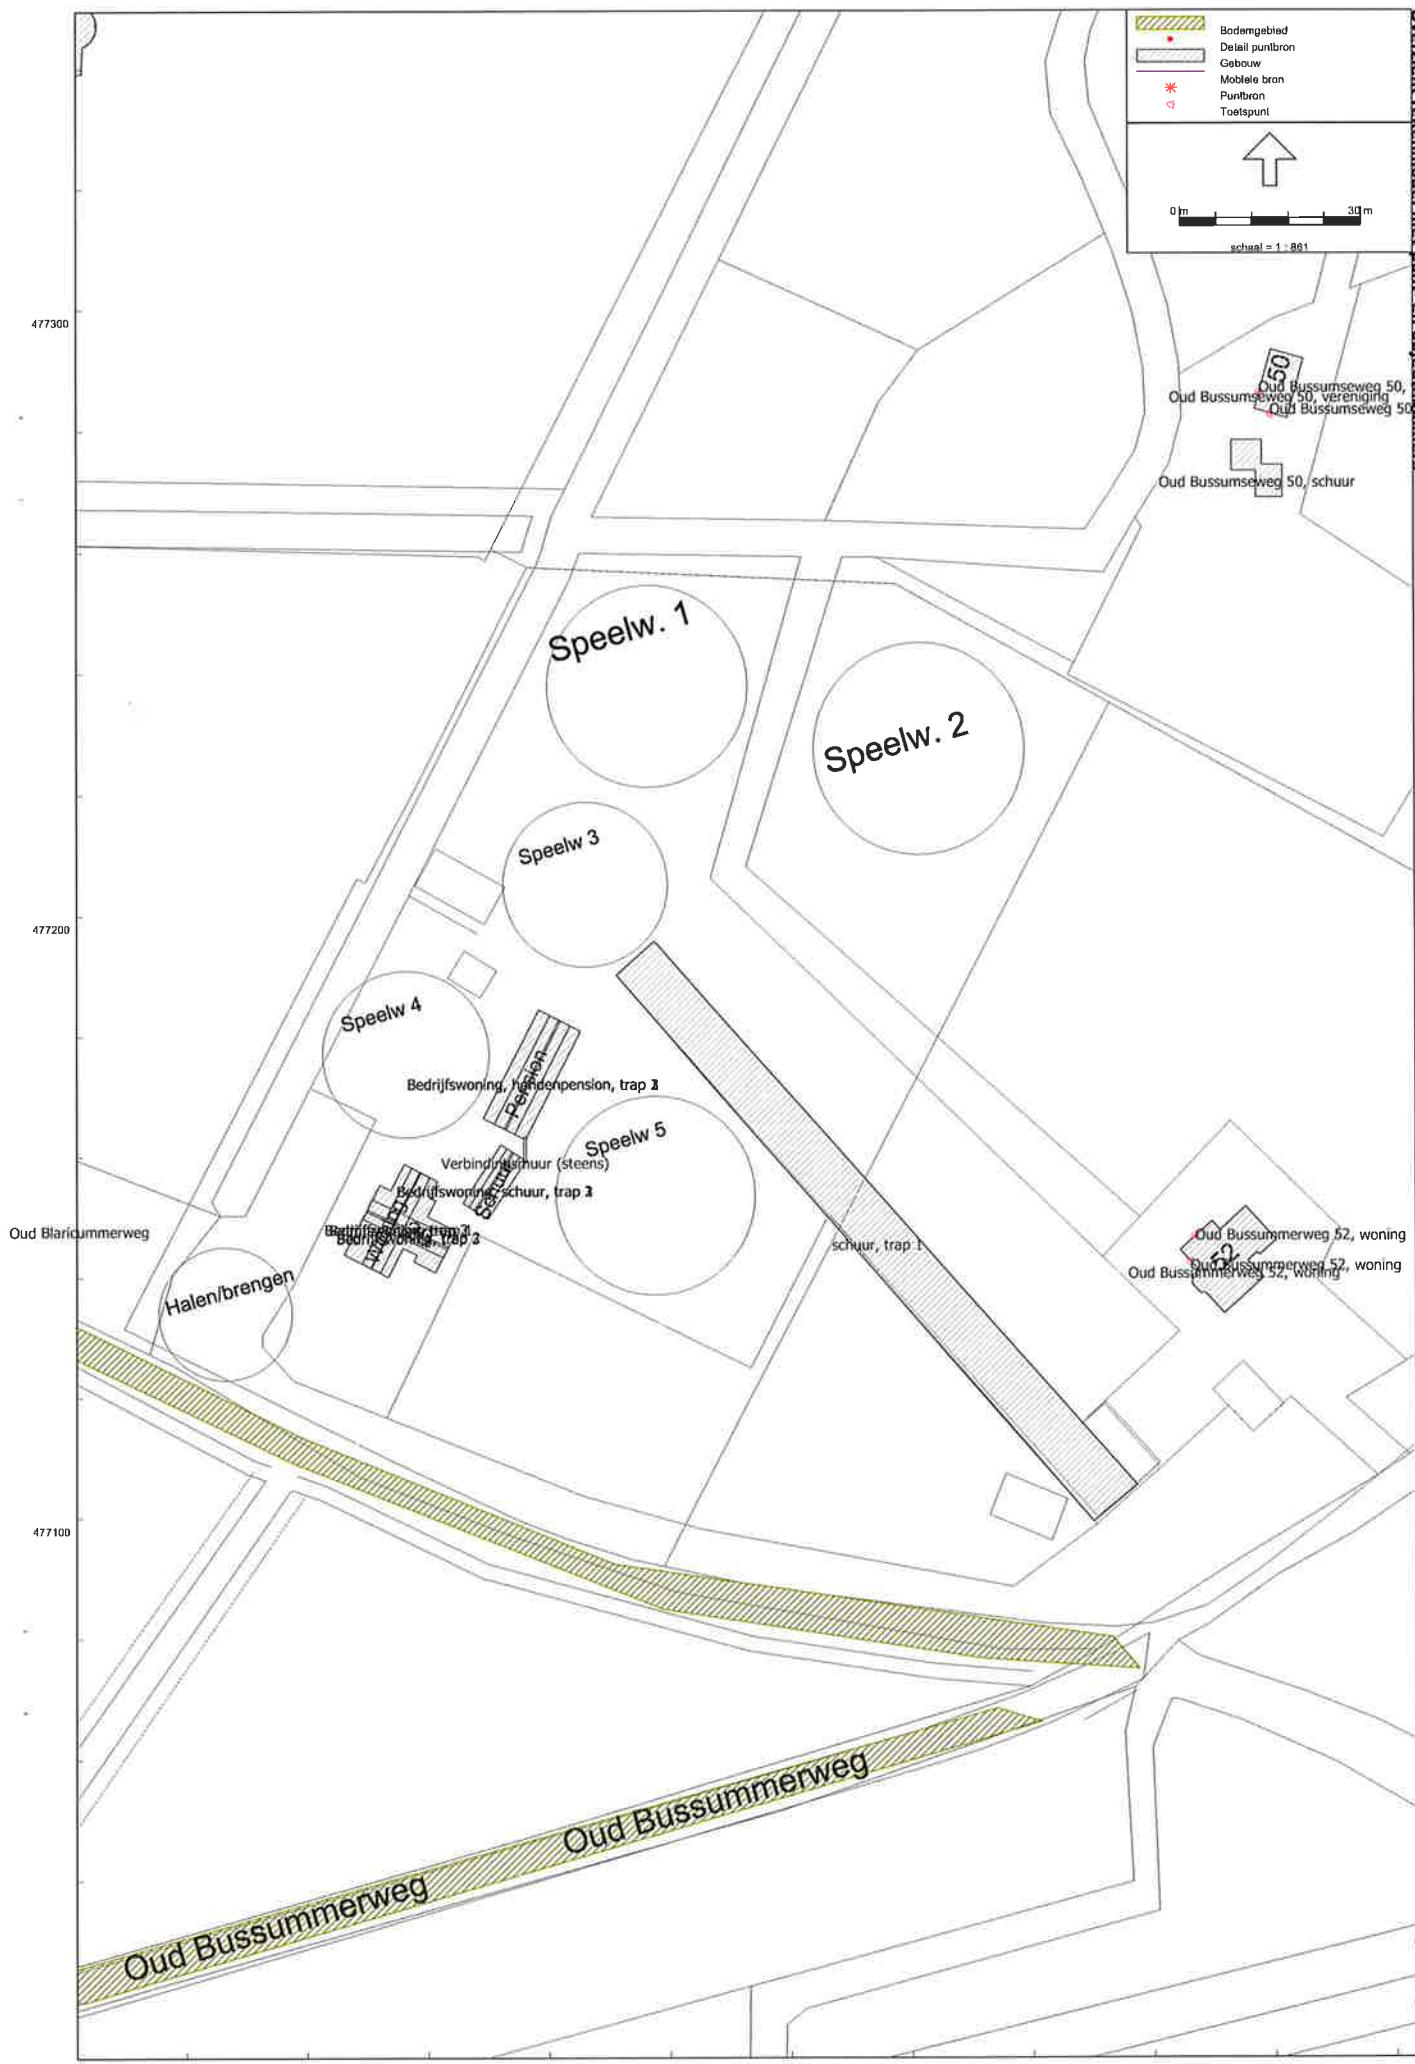 Bodemgebied
Detail puntbron
Gebouw
Mobiele bron
Puntbron
Toetspunt
0 m 30 m
schaal = 1 : 861
477300
50
Oud Bussumseweg 50,
Oud Bussumseweg 50, vereniging
Oud Bussumseweg 50
Oud Bussumseweg 50, schuur
Speelw. 1
Speelw. 2
Speelw 3
477200
Speelw 4
Pension
Bedrijfswoning, hondenpension, trap
Speelw 5
Verbindingsmuur (steens)
Schuur
Bedrijfswoning, schuur, trap
Woning
Bedrijfswoning, trap
Oud Blaricummerweg
schuur, trap 1
Oud Bussummerweg 52, woning
52
Oud Bussummerweg 52, woning
Oud Bussummerweg 52, woning
Halen/brengen
477100
Oud Bussummerweg
Oud Bussummerweg